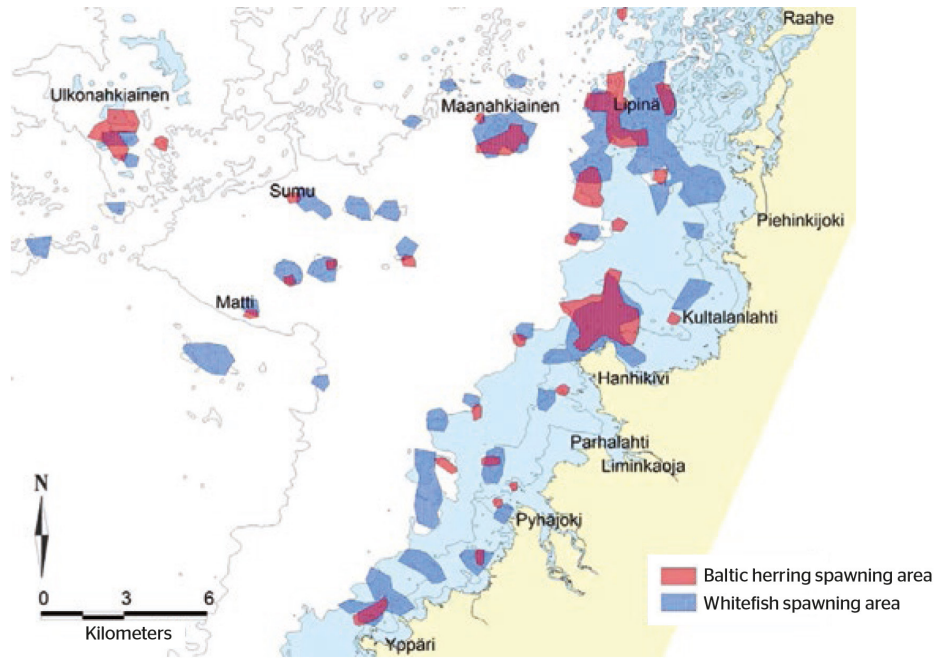 Raahe
Ulkonahkiainen
Maanahkiainen
Lipinä
Sumu
Piehinkijoki
Matti
Kultalanlahti
Hanhikivi
Parhalahti
Liminkaoja
N
Pyhäjoki
0 3 6
Kilometers
Baltic herring spawning area
Whitefish spawning area
Yppäri